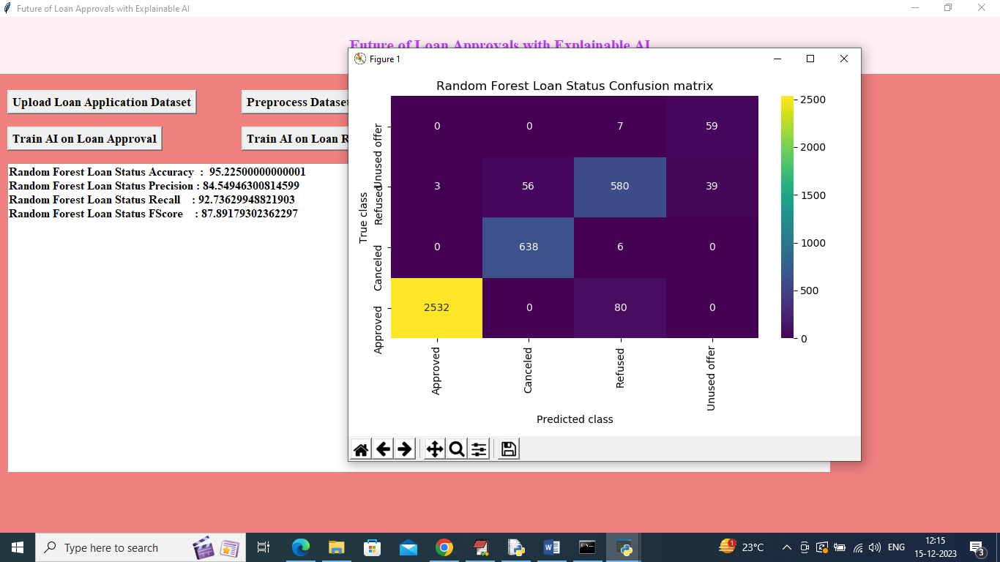 Future of Loan Approvals with Explainable AI
Future of Loan Approvals with Explainable AI
Upload Loan Application Dataset
Preprocess Dataset
Train AI on Loan Approval
Train AI on Loan R
Random Forest Loan Status Accuracy : 95.22500000000001
Random Forest Loan Status Precision : 84.54946300814599
Random Forest Loan Status Recall : 92.73629948821903
Random Forest Loan Status FScore : 87.89179302362297
Figure 1
Random Forest Loan Status Confusion matrix
True class
Unused offer
0 0 7 59
Refused
3 56 580 39
Canceled
0 638 6 0
Approved
2532 0 80 0
Approved
Canceled
Refused
Unused offer
Predicted class
2500
2000
1500
1000
500
0
Type here to search
1
23°C
ENG
12:15
15-12-2023
3